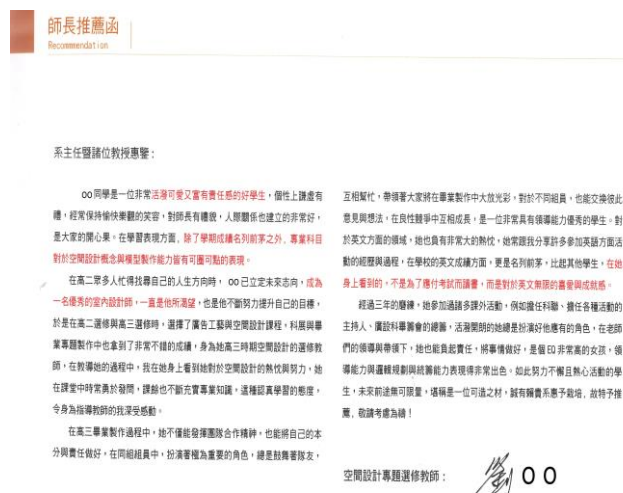 師長推薦函
Recommendation
系主任暨諸位教授惠鑒：
oo同學是一位非常活潑可愛又富有責任感的好學生，個性上謙虛有
禮，經常保持愉快樂觀的笑容，對師長有禮貌，人際關係也建立的非常好，
是大家的開心果。在學習表現方面，除了學期成績名列前茅之外，專業科目
對於空間設計概念與模型製作能力皆有可圈可點的表現。
在高二眾多人忙得找尋自己的人生方向時，oo已立定未來志向，成為
一名優秀的室內設計師，一直是他所渴望，也是他不斷努力提升自己的目標，
於是在高二選修與高三選修時，選擇了廣告工藝與空間設計課程。科展與畢
業專題製作中也拿到了非常不錯的成績，身為她高三時期空間設計的選修教
師，在教導她的過程中，我在她身上看到她對於空間設計的熱忱與努力，她
在課堂中時常勇於發問，課餘也不斷充實專業知識。這種認真學習的態度，
令身為指導教師的我深受感動。
在高三畢業製作過程中，她不僅能發揮團隊合作精神，也能將自己的本
分與責任做好，在同組組員中，扮演著極為重要的角色，總是鼓舞著隊友，
互相幫忙，帶領著大家將在畢業製作中大放光彩，對於不同組員，也能交換彼此
意見與想法，在良性競爭中互相成長，是一位非常具有領導能力優秀的學生。對
於英文方面的領域，她也負有非常大的熱忱，她常跟我分享許多參加英語方面活
動的經歷與過程，在學校的英文成績方面，更是名列前茅，比起其他學生，在她
身上看到的，不是為了應付考試而讀書，而是對於英文無限的喜愛與成就感。
經過三年的磨練，她參加過諸多課外活動，例如擔任科聯、擔任各種活動的
主持人、廣設科畢籌會的總籌，活潑開朗的她總是扮演好他應有的角色，在老師
們的領導與帶領下，她也能負起責任，將事情做好，是個EQ非常高的女孩，領
導能力與邏輯規劃與統籌能力表現得非常出色。如此努力不懈且熱心活動的學
生，未來前途無可限量，堪稱是一位可造之材，誠有賴貴系惠予栽培，故特予推
薦，敬請考慮為禱！
空間設計專題選修教師：劉OO